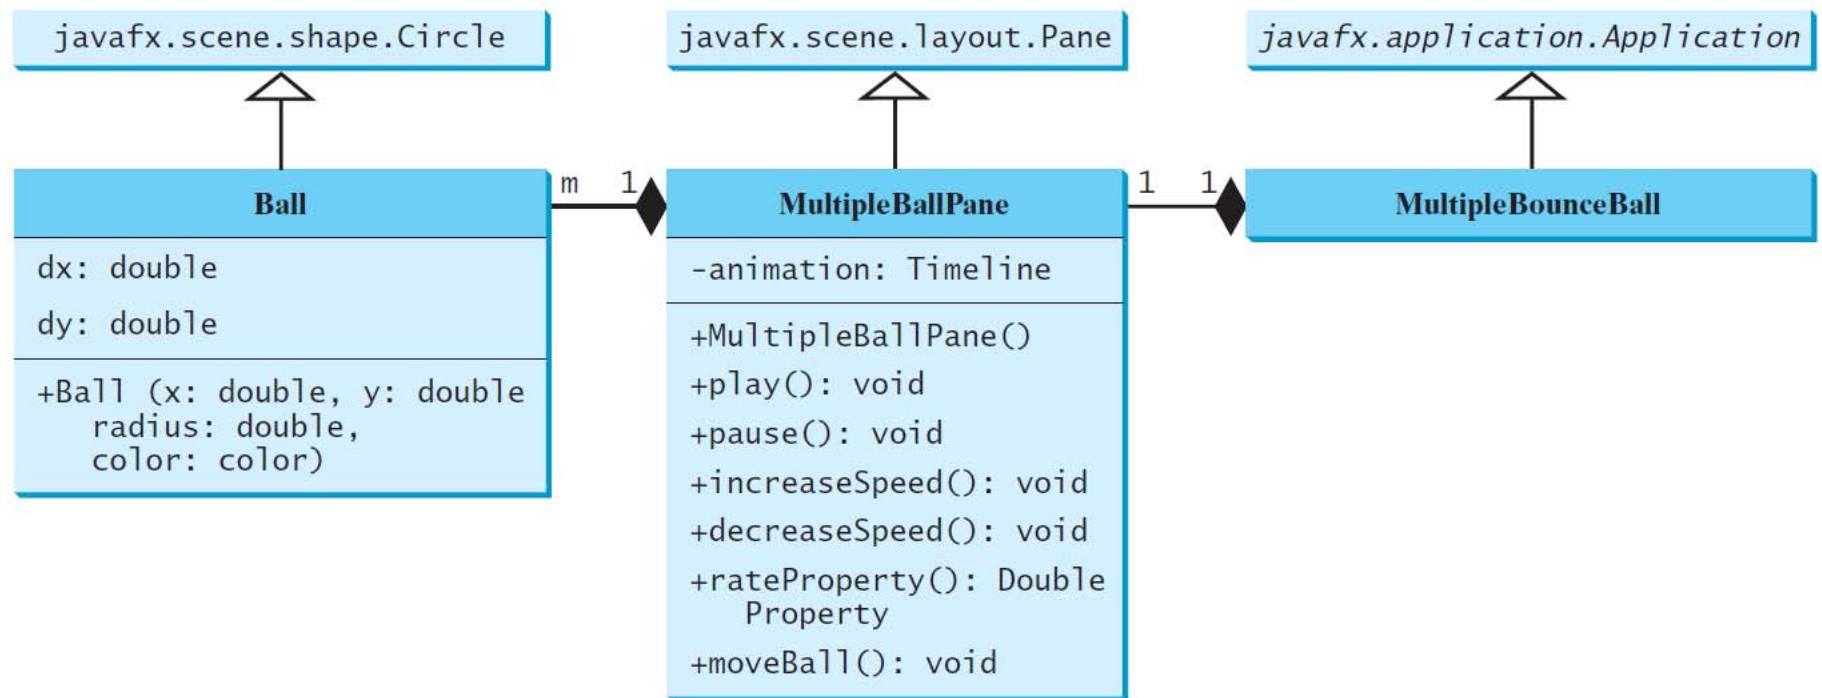 javafx.scene.shape.Circle
javafx.scene.layout.Pane
javafx.application.Application
Ball
m
1
MultipleBallPane
1
1
MultipleBounceBall
dx: double
dy: double
+Ball (x: double, y: double
radius: double,
color: color)
-animation: Timeline
+MultipleBallPane()
+play(): void
+pause(): void
+increaseSpeed(): void
+decreaseSpeed(): void
+rateProperty(): Double
Property
+moveBall(): void